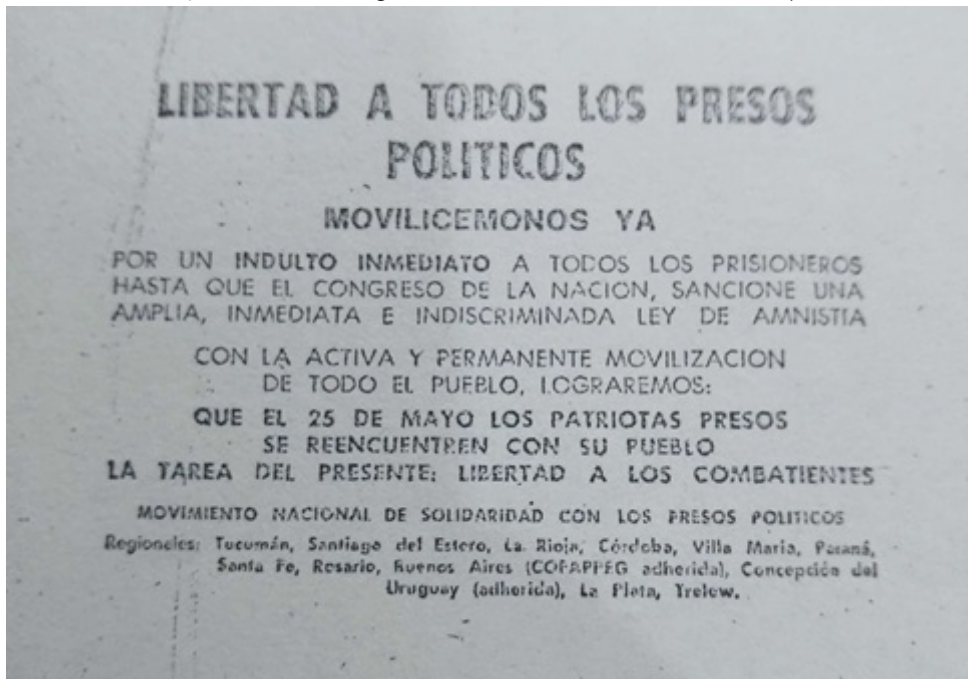 LIBERTAD A TODOS LOS PRESOS
POLITICOS
MOVILICEMONOS YA
POR UN INDULTO INMEDIATO A TODOS LOS PRISIONEROS
HASTA QUE EL CONGRESO DE LA NACION, SANCIONE UNA
AMPLIA, INMEDIATA E INDISCRIMINADA LEY DE AMNISTIA
CON LA ACTIVA Y PERMANENTE MOVILIZACION
DE TODO EL PUEBLO, LOGRAREMOS:
QUE EL 25 DE MAYO LOS PATRIOTAS PRESOS
SE REENCUENTREN CON SU PUEBLO
LA TAREA DEL PRESENTE: LIBERTAD A LOS COMBATIENTES
MOVIMIENTO NACIONAL DE SOLIDARIDAD CON LOS PRESOS POLITICOS
Regionales: Tucumán, Santiago del Estero, La Rioja, Córdoba, Villa María, Paraná,
Santa Fe, Rosario, Buenos Aires (COFAPPEG adherida), Concepción del
Uruguay (adherida), La Plata, Trelew.